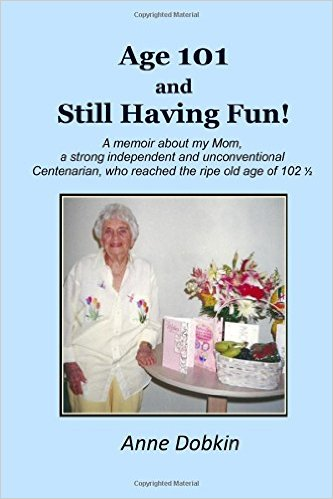 Copyrighted Material
Age 101
and
Still Having Fun!
A memoir about my Mom,
a strong independent and unconventional
Centenarian, who reached the ripe old age of 102 ½
Anne Dobkin
Copyrighted Material